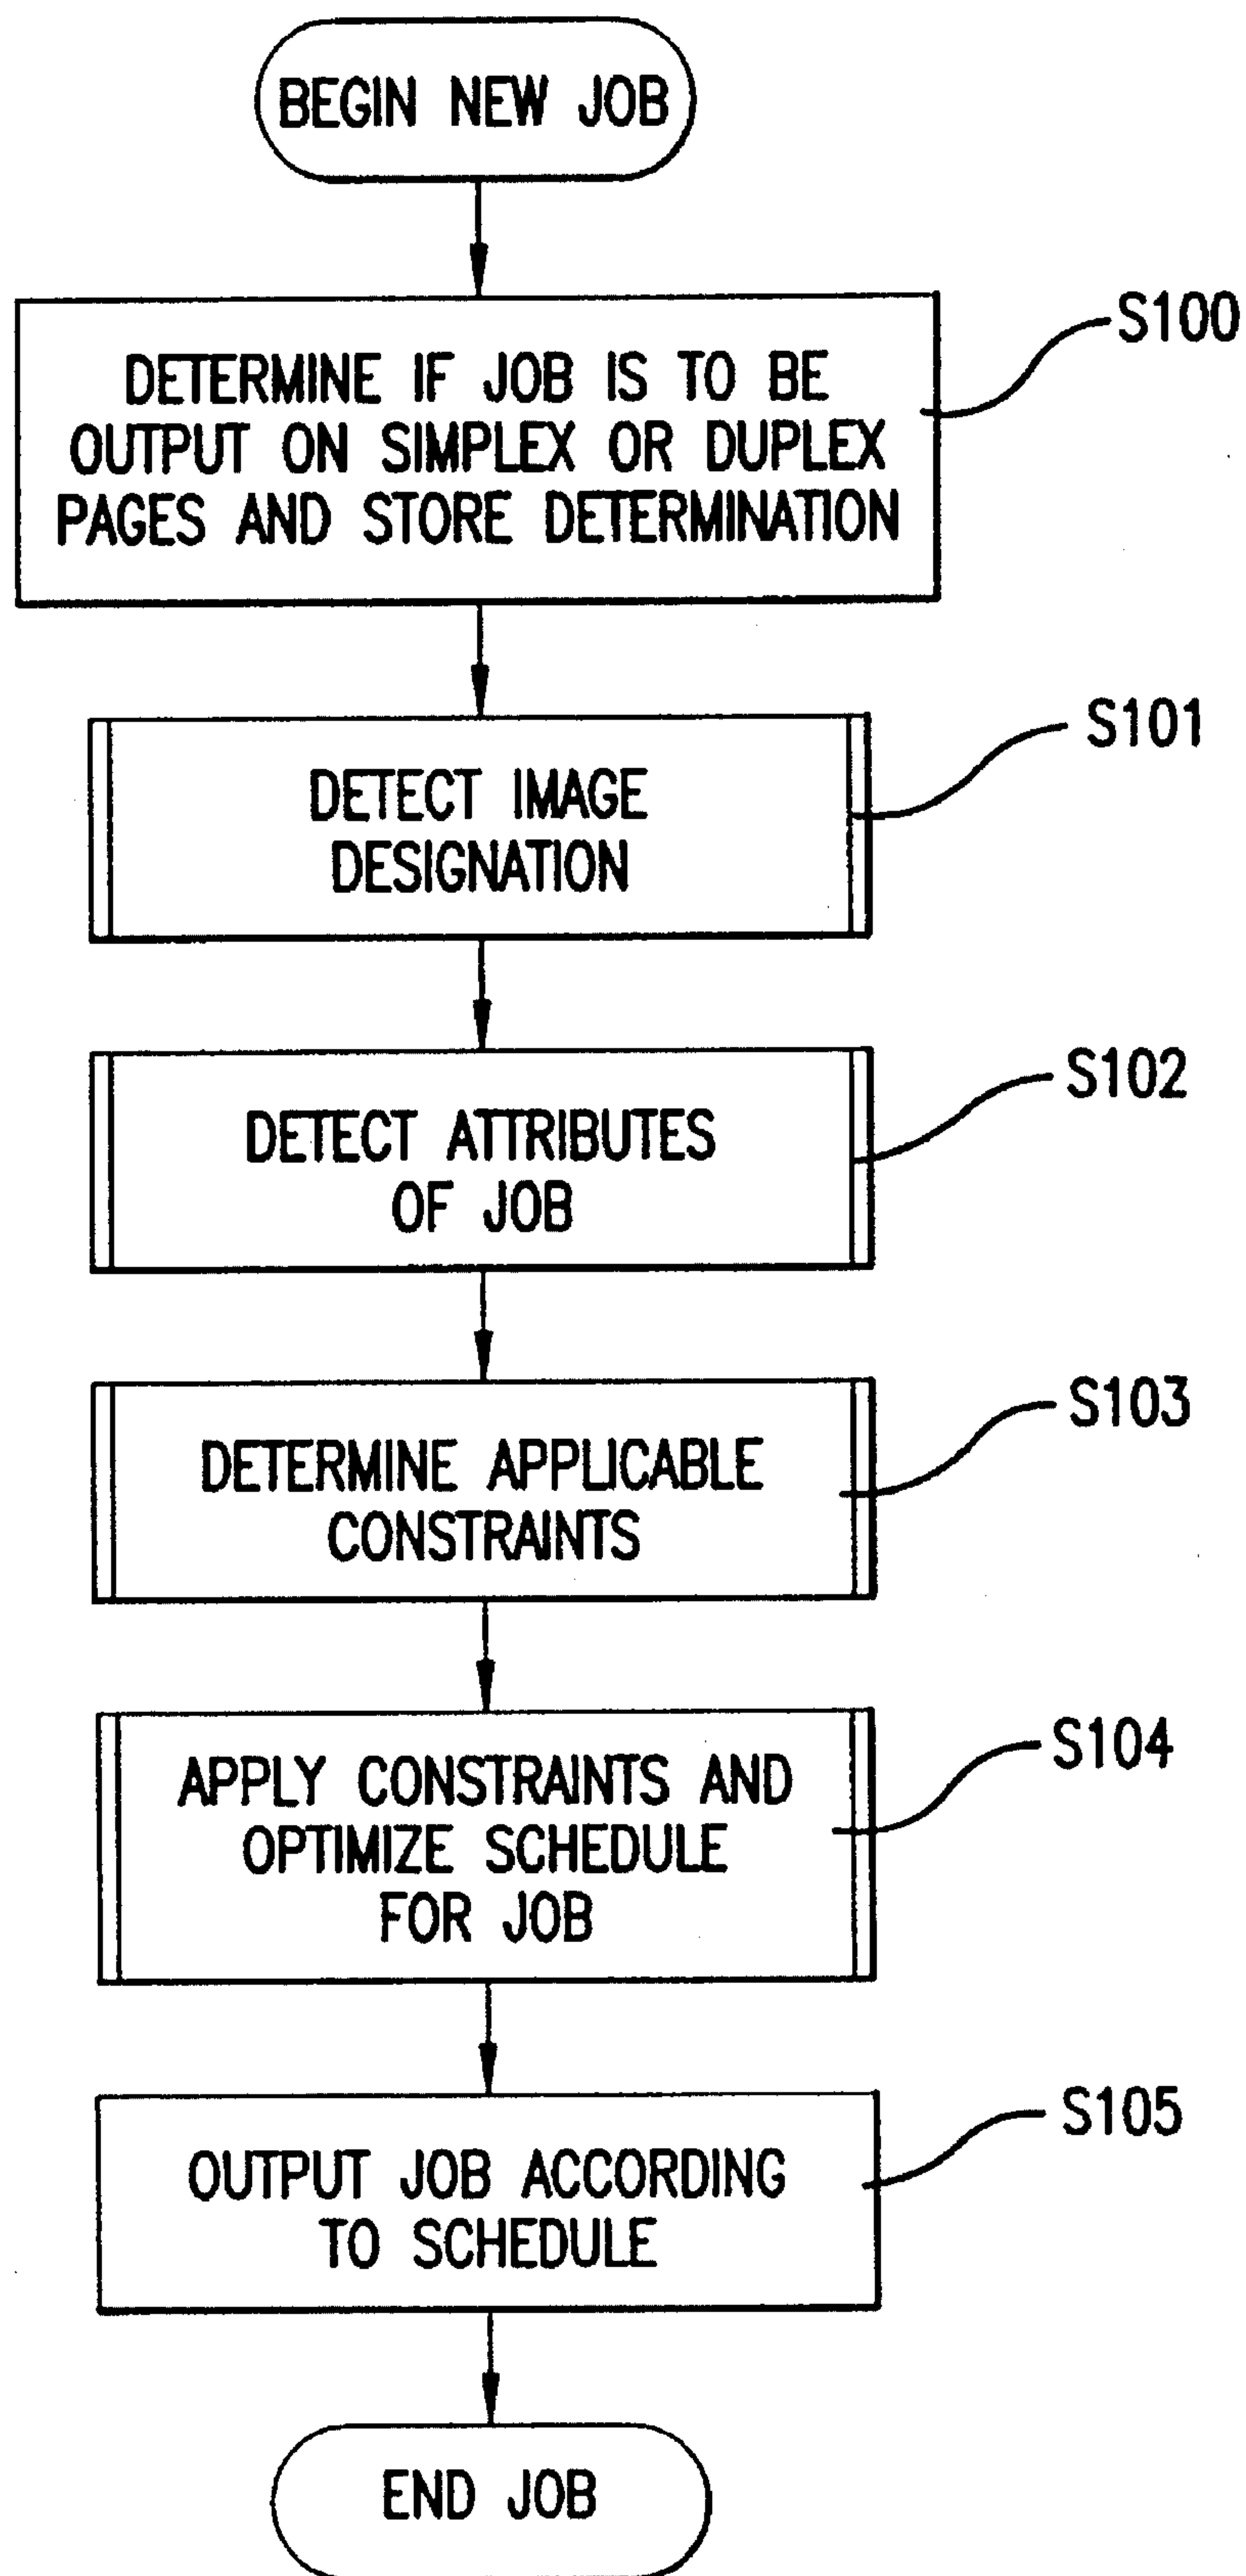 BEGIN NEW JOB
S100
DETERMINE IF JOB IS TO BE
OUTPUT ON SIMPLEX OR DUPLEX
PAGES AND STORE DETERMINATION
S101
DETECT IMAGE
DESIGNATION
S102
DETECT ATTRIBUTES
OF JOB
S103
DETERMINE APPLICABLE
CONSTRAINTS
S104
APPLY CONSTRAINTS AND
OPTIMIZE SCHEDULE
FOR JOB
S105
OUTPUT JOB ACCORDING
TO SCHEDULE
END JOB